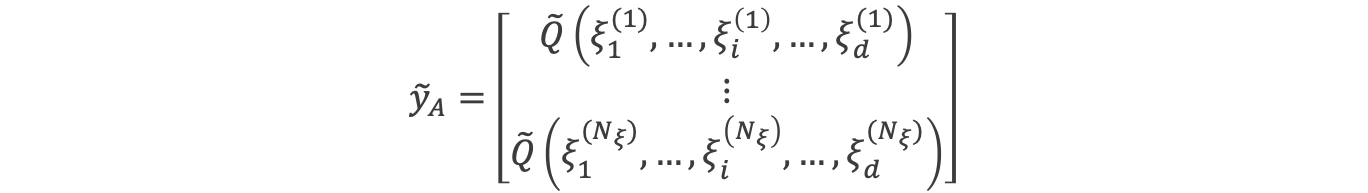 ỹ_A = [ Q̃ (ξ_1^(1), …, ξ_i^(1), …, ξ_d^(1))
⋮
Q̃ (ξ_1^(N_ξ), …, ξ_i^(N_ξ), …, ξ_d^(N_ξ)) ]